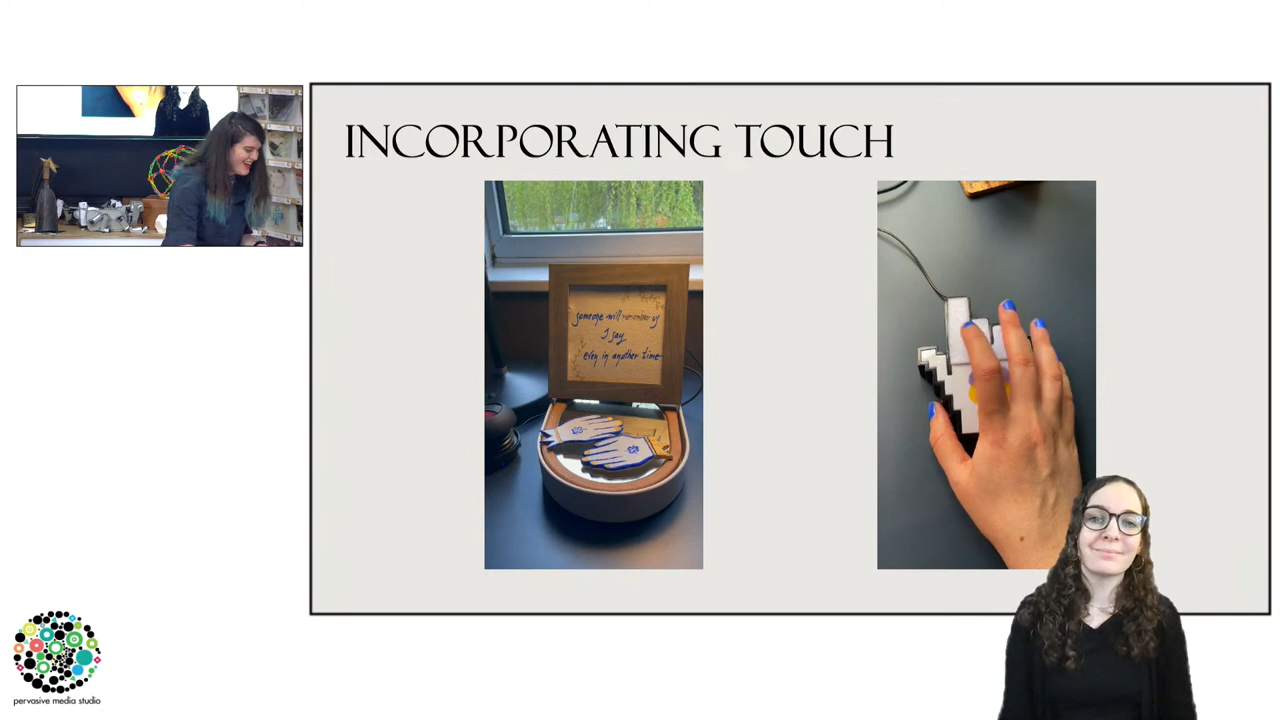 INCORPORATING TOUCH
someone will remember us
I say
even in another time
pervasive media studio